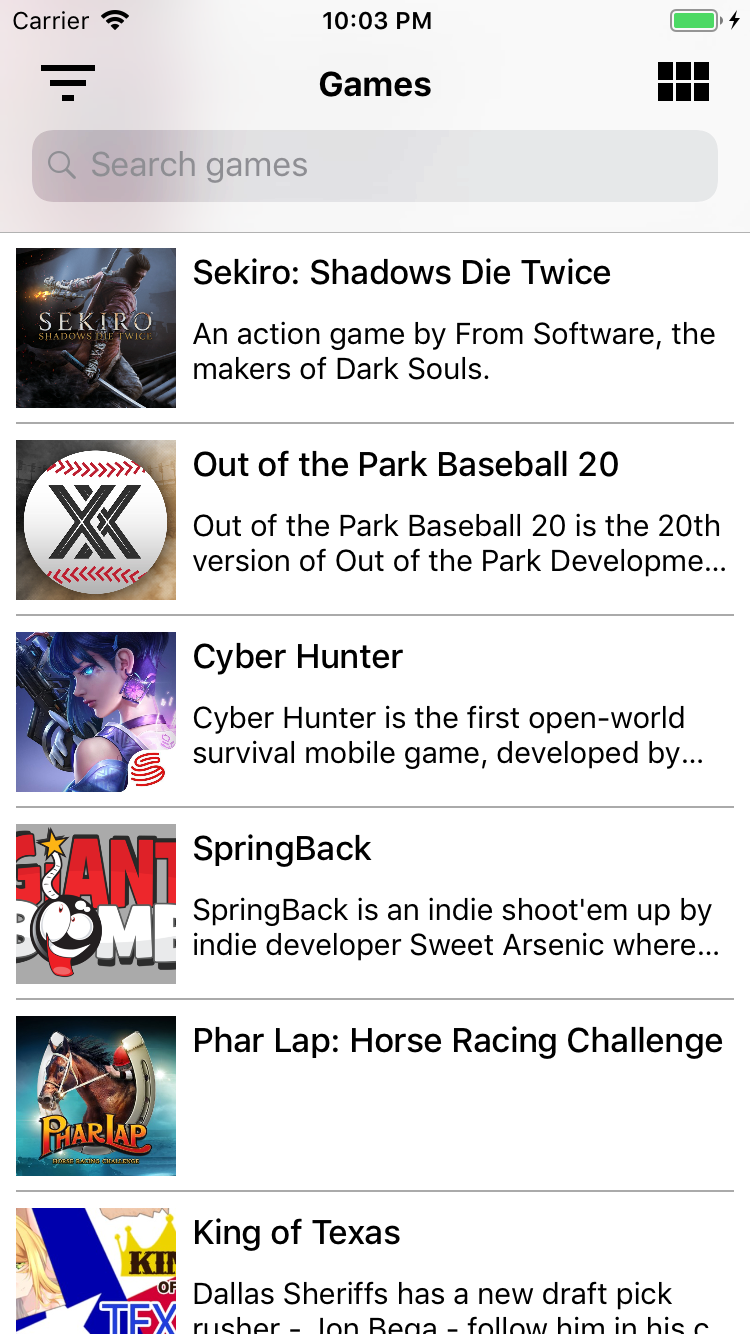 Carrier 10:03 PM
Games
Search games
SEKIRO
SHADOWS DIE TWICE
Sekiro: Shadows Die Twice
An action game by From Software, the
makers of Dark Souls.
Out of the Park Baseball 20
Out of the Park Baseball 20 is the 20th
version of Out of the Park Developme...
Cyber Hunter
Cyber Hunter is the first open-world
survival mobile game, developed by...
GIANT
BOMB
SpringBack
SpringBack is an indie shoot'em up by
indie developer Sweet Arsenic where...
PHAR LAP
HORSE RACING CHALLENGE
Phar Lap: Horse Racing Challenge
KIN
OF
TEX
King of Texas
Dallas Sheriffs has a new draft pick
rusher - Jon Bega - follow him in his c